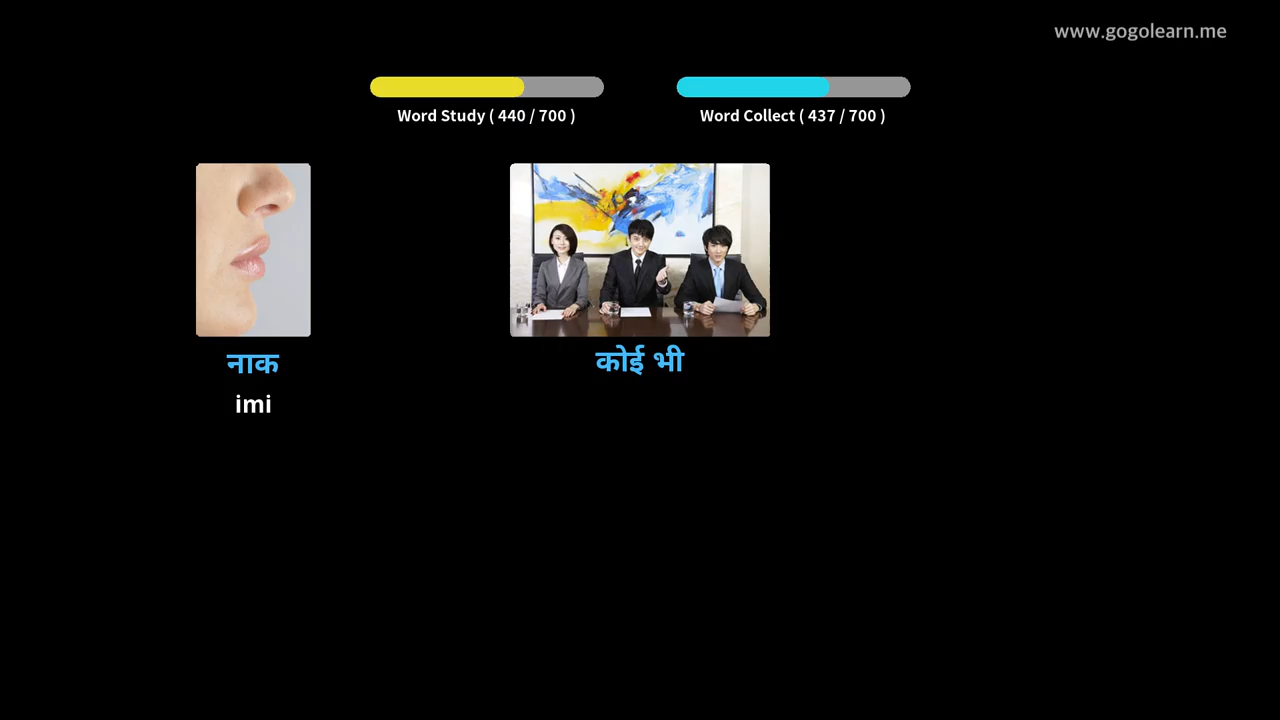 www.gogolearn.me
Word Study ( 440 / 700 )
Word Collect ( 437 / 700 )
नाक
imi
कोई भी